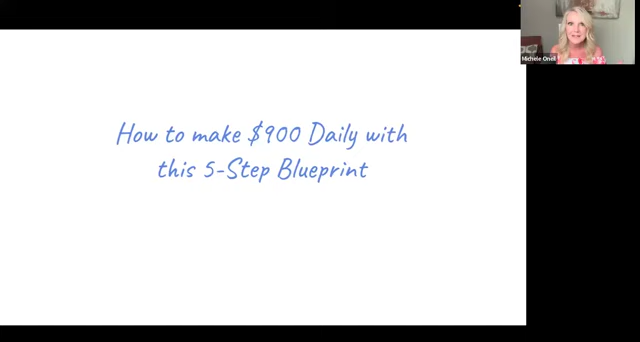 How to make $900 Daily with
this 5-Step Blueprint
Michele Oneil